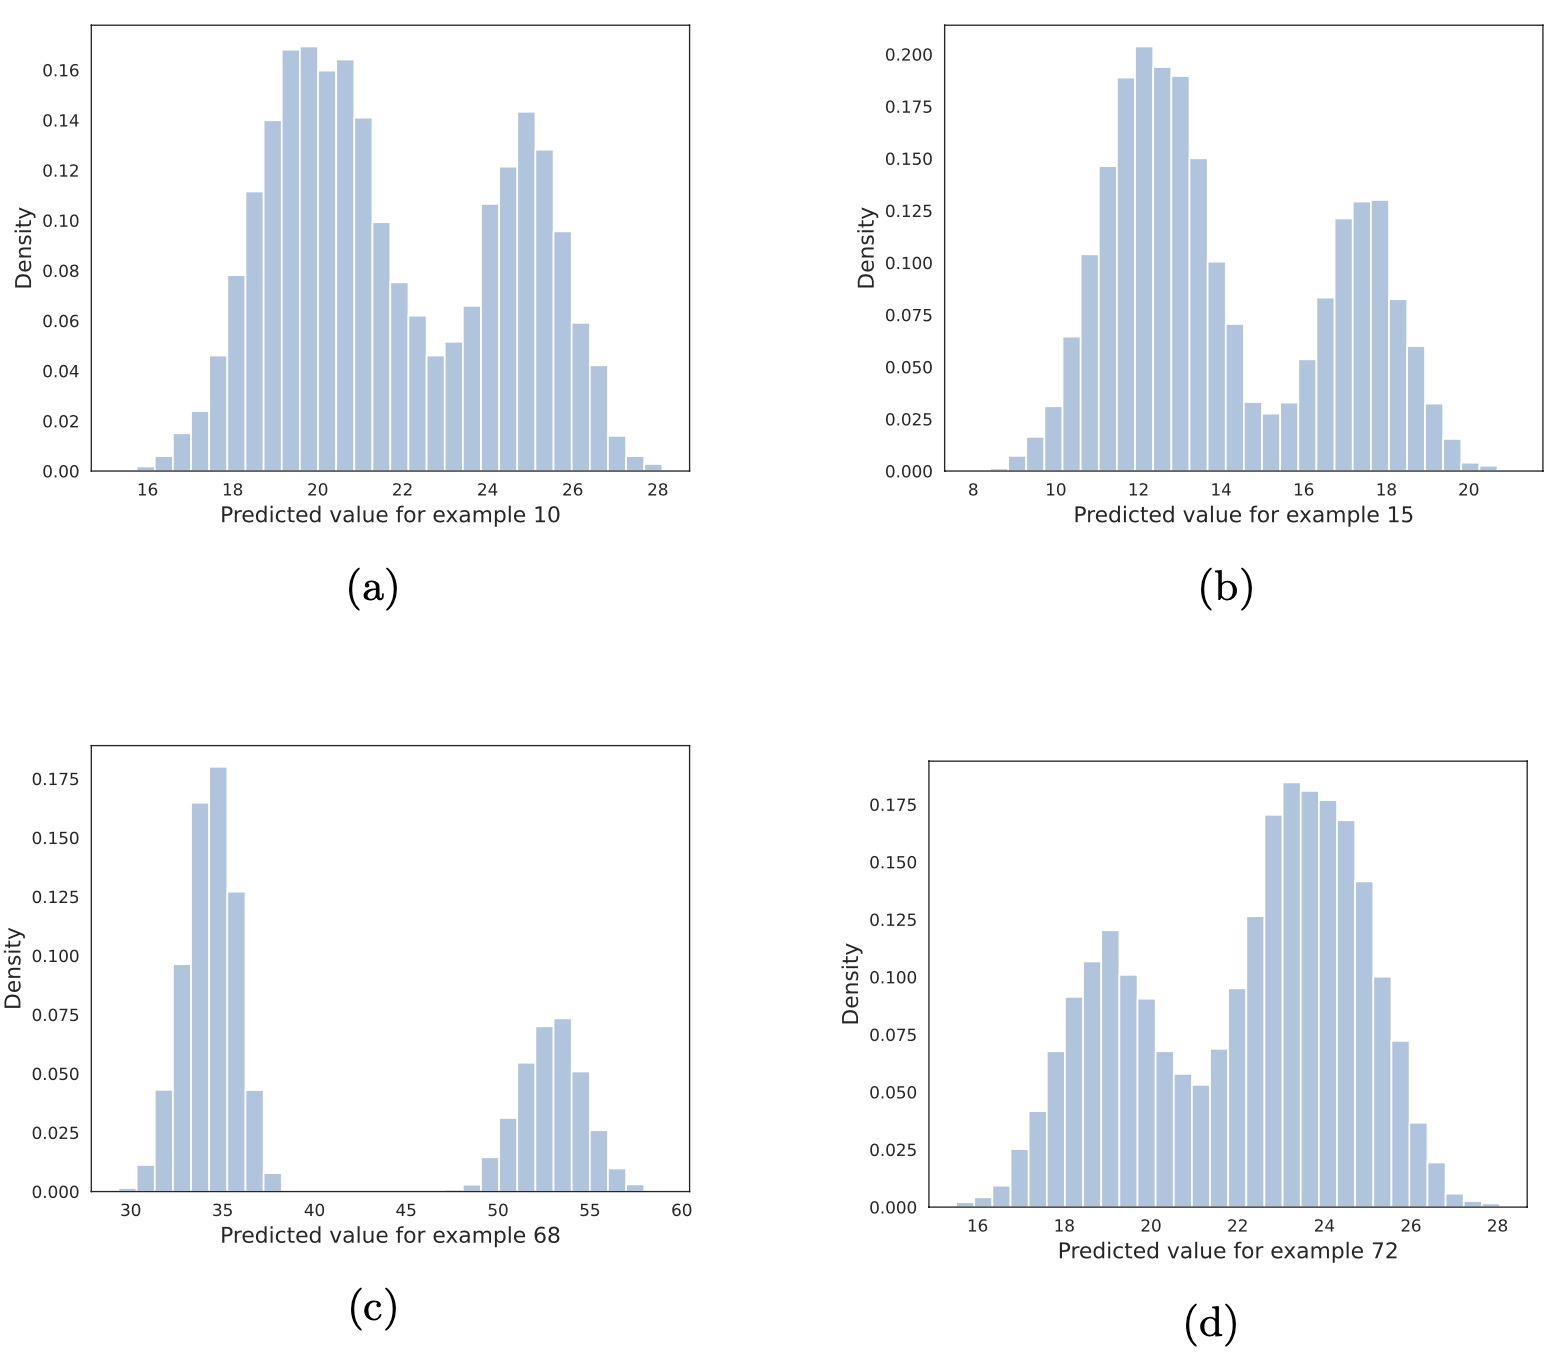 Density
0.16
0.14
0.12
0.10
0.08
0.06
0.04
0.02
0.00
16 18 20 22 24 26 28
Predicted value for example 10
(a)
Density
0.200
0.175
0.150
0.125
0.100
0.075
0.050
0.025
0.000
8 10 12 14 16 18 20
Predicted value for example 15
(b)
Density
0.175
0.150
0.125
0.100
0.075
0.050
0.025
0.000
30 35 40 45 50 55 60
Predicted value for example 68
(c)
Density
0.175
0.150
0.125
0.100
0.075
0.050
0.025
0.000
16 18 20 22 24 26 28
Predicted value for example 72
(d)